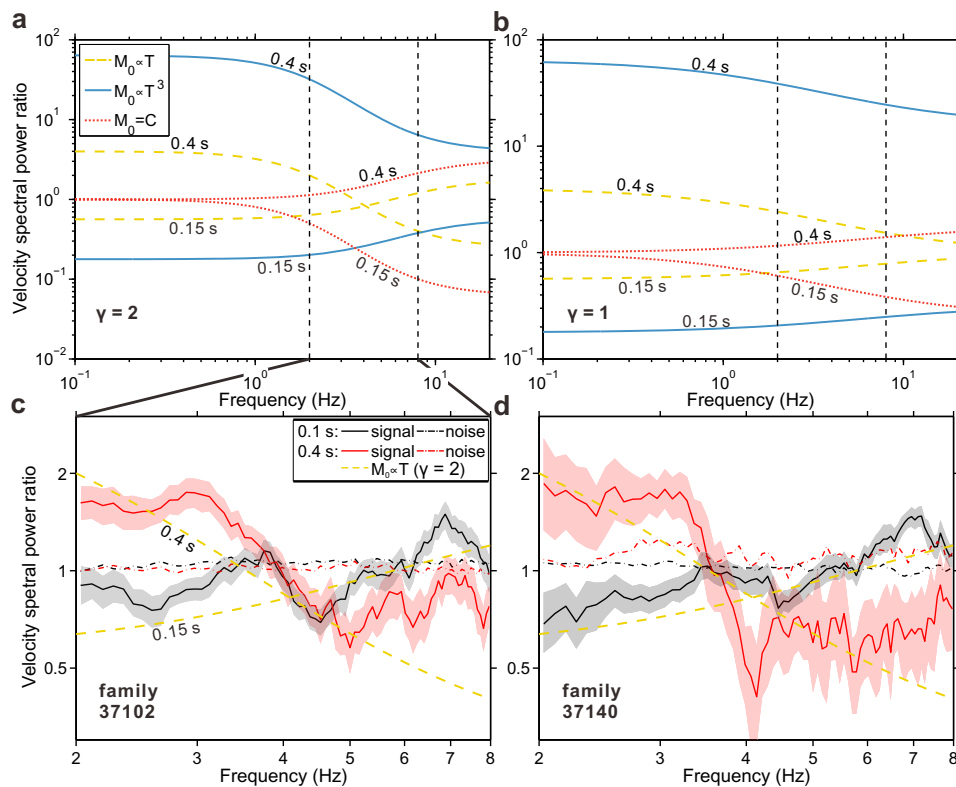 a
b
Velocity spectral power ratio
10^2
10^1
10^0
10^-1
10^-2
M_0∝T
M_0∝T^3
M_0=C
0.4 s
0.4 s
0.4 s
0.15 s
0.15 s
0.15 s
γ = 2
10^-1
10^0
10^1
Frequency (Hz)
10^2
10^1
10^0
10^-1
0.4 s
0.4 s
0.4 s
0.15 s
0.15 s
0.15 s
γ = 1
10^-1
10^0
10^1
Frequency (Hz)
c
d
Velocity spetral power ratio
2
1
0.5
0.1 s: signal noise
0.4 s: signal noise
M_0∝T (γ = 2)
0.4 s
0.15 s
family
37102
2
3
4
5
6
7
8
Frequency (Hz)
2
1
0.5
family
37140
2
3
4
5
6
7
8
Frequency (Hz)